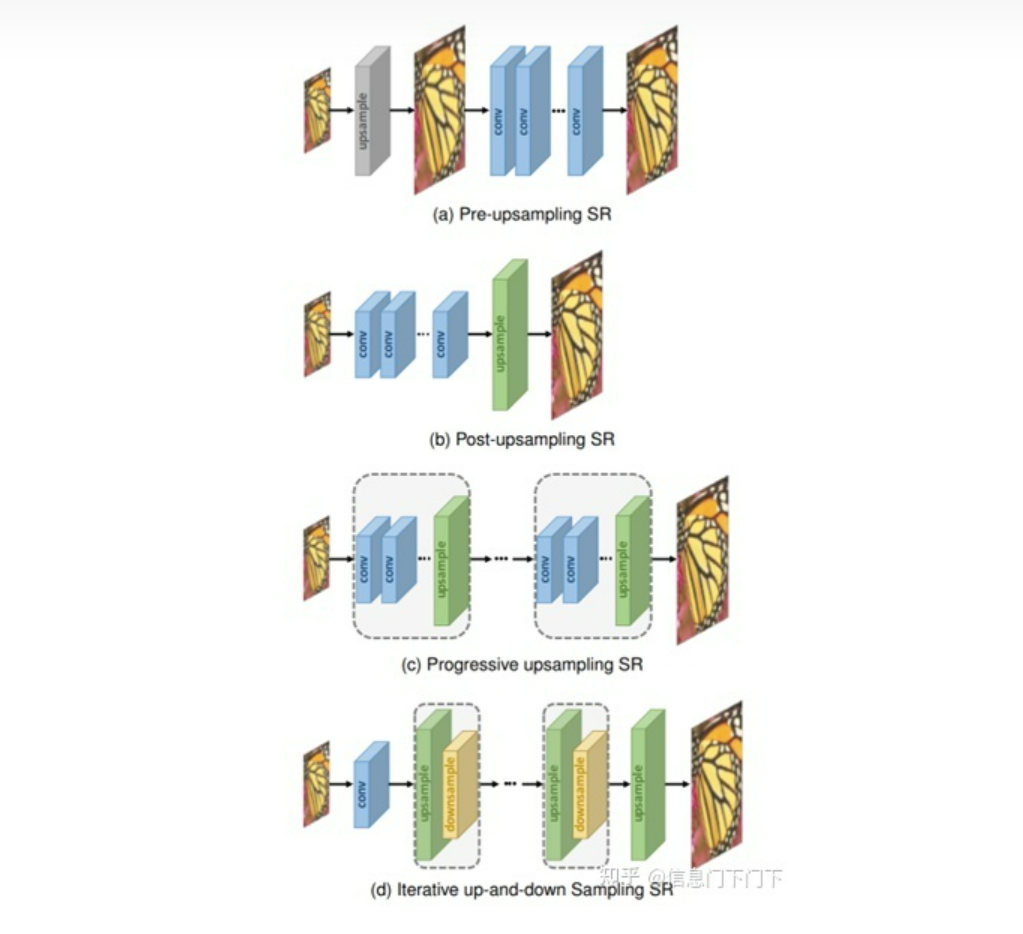 upsample
conv
conv
conv
(a) Pre-upsampling SR
conv
conv
conv
upsample
(b) Post-upsampling SR
conv
conv
upsample
conv
conv
upsample
(c) Progressive upsampling SR
conv
upsample
downsample
upsample
downsample
upsample
(d) Iterative up-and-down Sampling SR
知乎 @信息门下门下